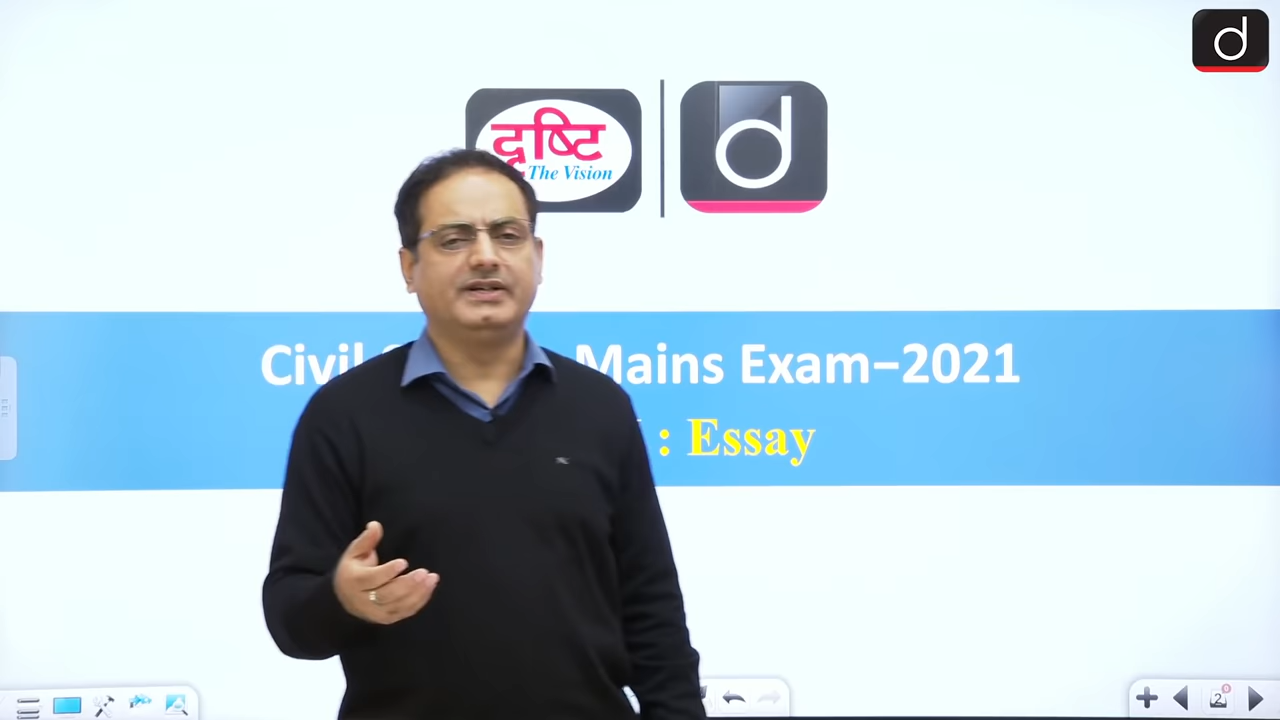 दृष्टि
The Vision
d
d
Civil Mains Exam–2021
: Essay